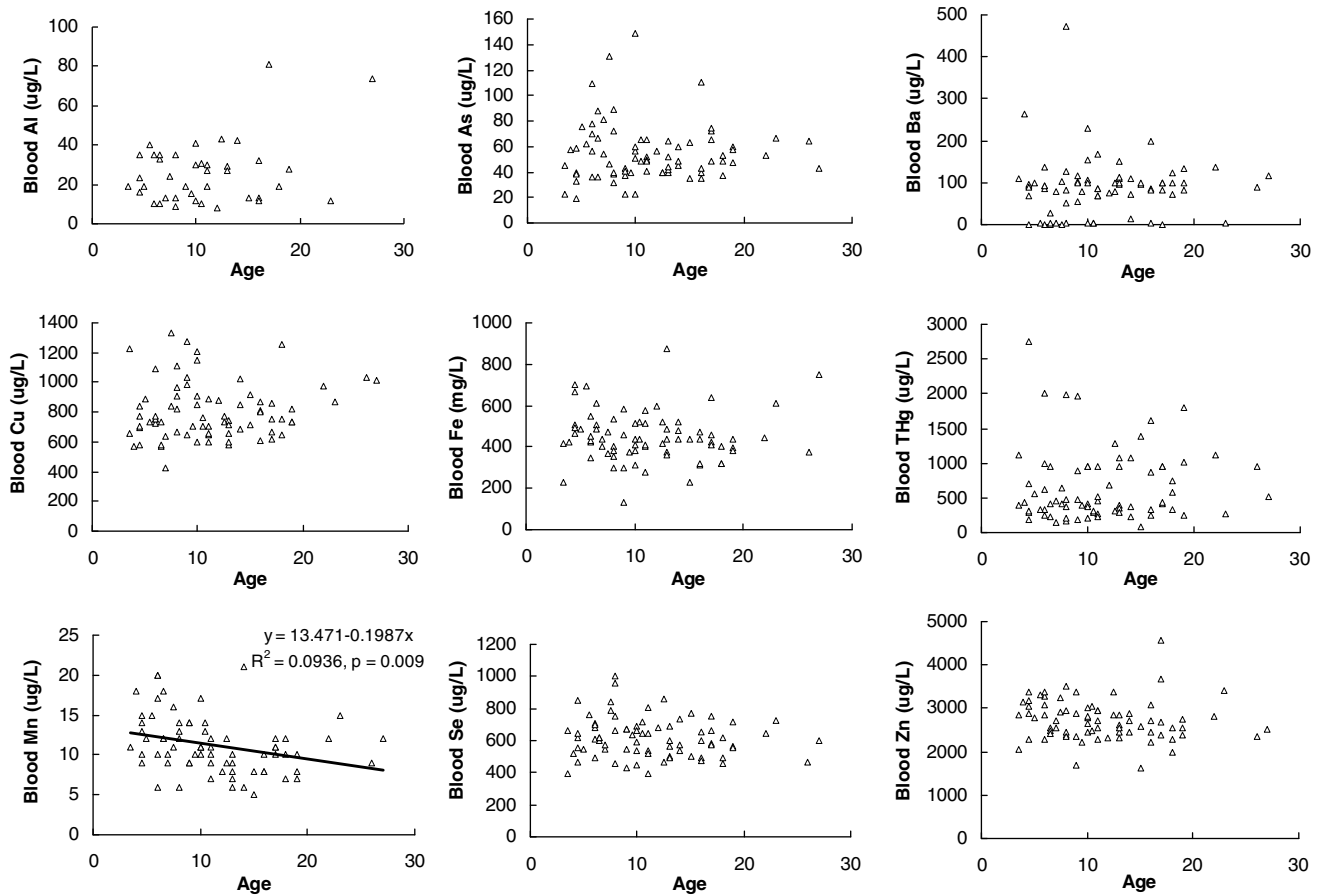 100
80
60
40
20
0
Blood Al (ug/L)
0 10 20 30
Age
160
140
120
100
80
60
40
20
0
Blood As (ug/L)
0 10 20 30
Age
500
400
300
200
100
0
Blood Ba (ug/L)
0 10 20 30
Age
1400
1200
1000
800
600
400
200
0
Blood Cu (ug/L)
0 10 20 30
Age
1000
800
600
400
200
0
Blood Fe (mg/L)
0 10 20 30
Age
3000
2500
2000
1500
1000
500
0
Blood THg (ug/L)
0 10 20 30
Age
25
20
15
10
5
0
Blood Mn (ug/L)
y = 13.471-0.1987x
R² = 0.0936, p = 0.009
0 10 20 30
Age
1200
1000
800
600
400
200
0
Blood Se (ug/L)
0 10 20 30
Age
5000
4000
3000
2000
1000
0
Blood Zn (ug/L)
0 10 20 30
Age